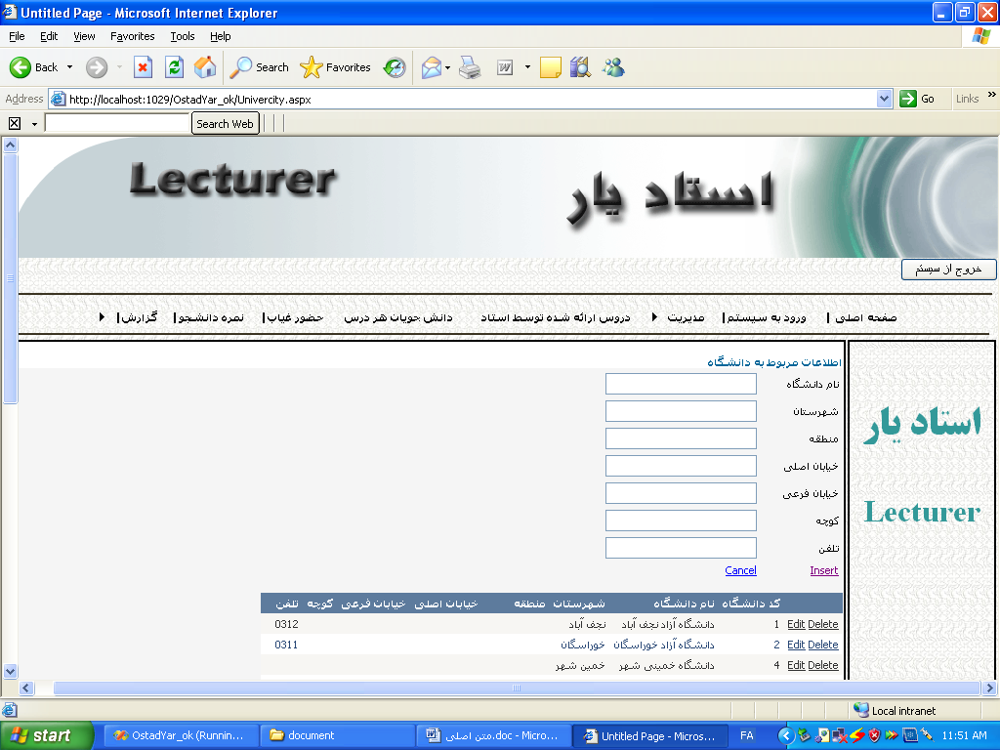 Untitled Page - Microsoft Internet Explorer
File Edit View Favorites Tools Help
Back Search Favorites
Address http://localhost:1029/OstadYar_ok/Univercity.aspx Go Links
Search Web
Lecturer استاد یار
خروج از سیستم
صفحه اصلی | ورود به سیستم | مدیریت دروس ارائه شده توسط استاد دانش جویان هر درس حضور غیاب | نمره دانشجو | گزارش |
اطلاعات مربوط به دانشگاه
نام دانشگاه
شهرستان
منطقه
خیابان اصلی
خیابان فرعی
کوچه
تلفن
Insert Cancel
استاد یار
Lecturer
کد دانشگاه نام دانشگاه شهرستان منطقه خیابان اصلی خیابان فرعی کوچه تلفن
Delete Edit 1 دانشگاه آزاد نجف آباد نجف آباد 0312
Delete Edit 2 دانشگاه آزاد خوراسگان خوراسگان 0311
Delete Edit 4 دانشگاه خمینی شهر خمین شهر
Local intranet
start OstadYar_ok (Runnin... document متن اصلی.doc - Micro... Untitled Page - Micros... FA 11:51 AM